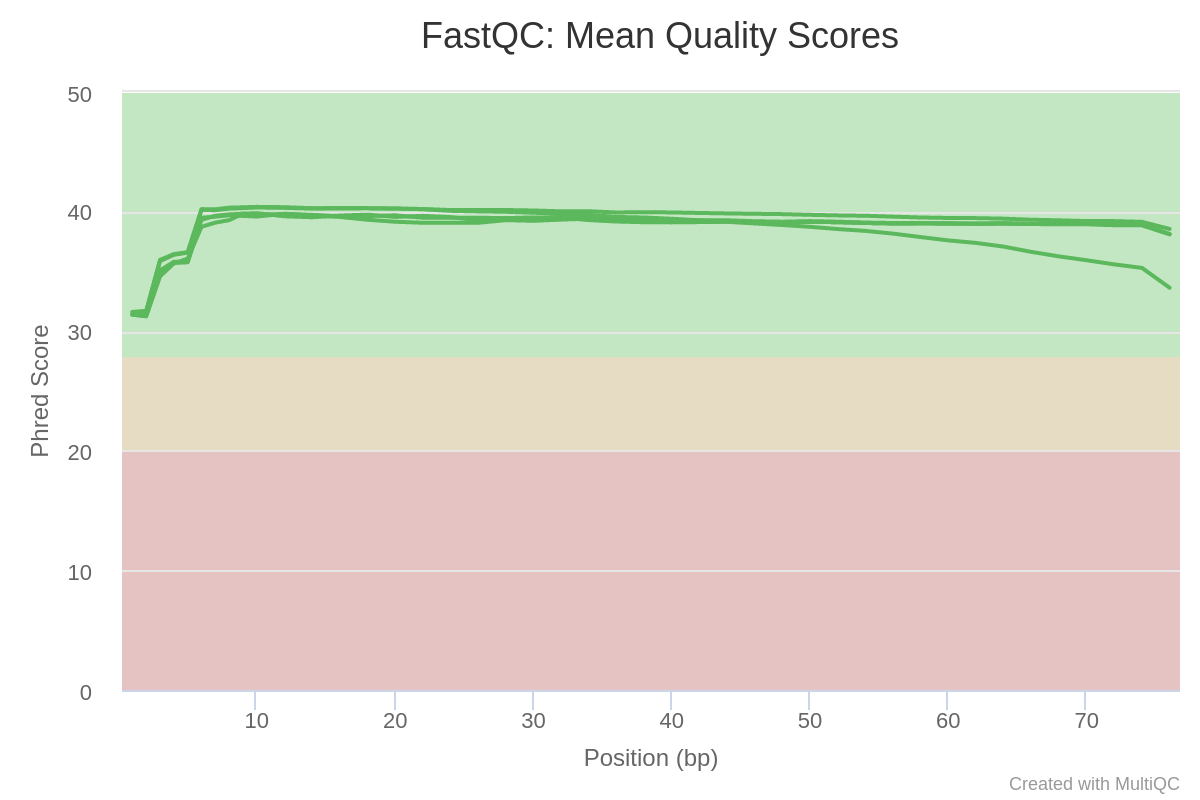 FastQC: Mean Quality Scores
50
40
30
20
10
0
Phred Score
10 20 30 40 50 60 70
Position (bp)
Created with MultiQC